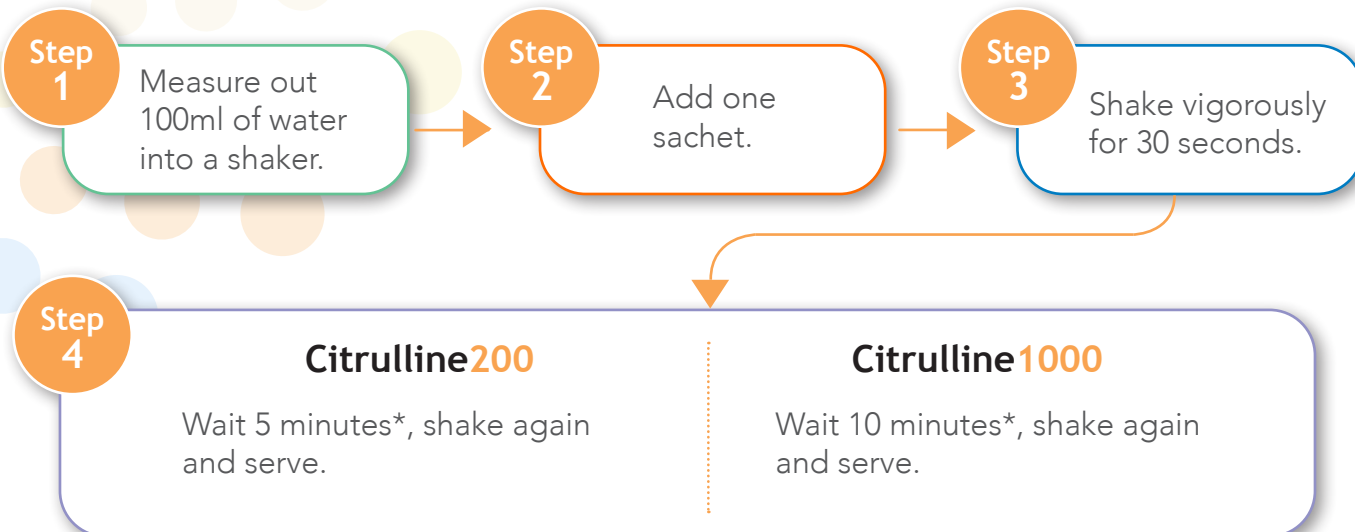 Step
1
Measure out
100ml of water
into a shaker.
Step
2
Add one
sachet.
Step
3
Shake vigorously
for 30 seconds.
Step
4
Citrulline200
Wait 5 minutes*, shake again
and serve.
Citrulline1000
Wait 10 minutes*, shake again
and serve.